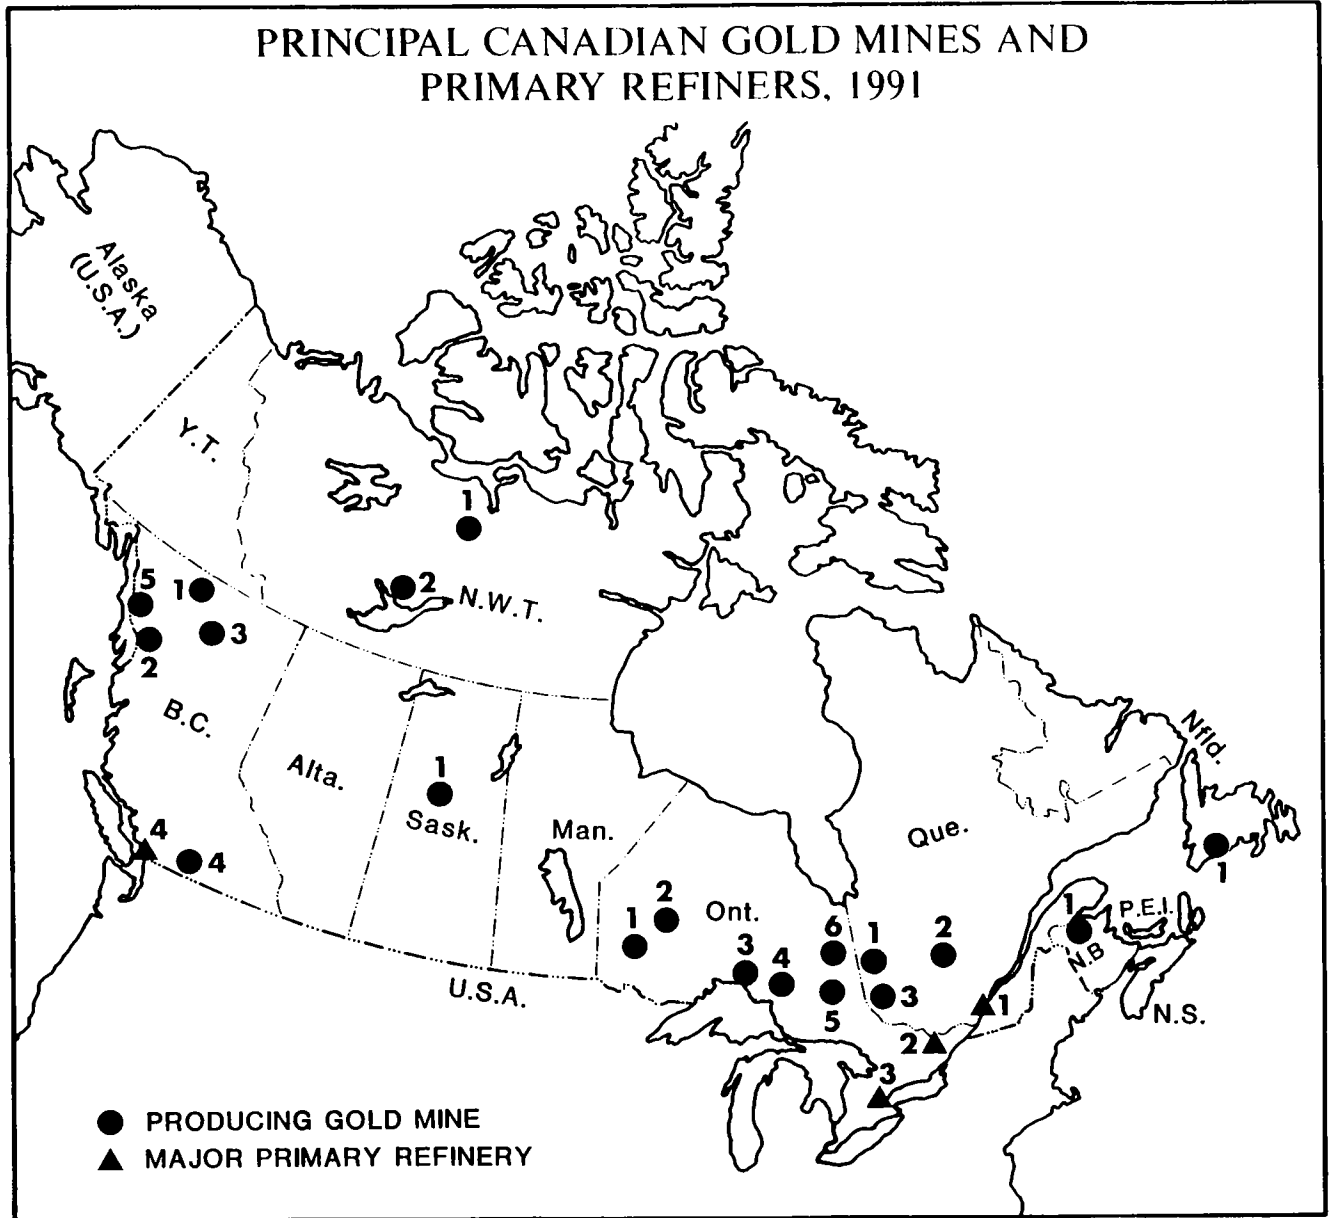 PRINCIPAL CANADIAN GOLD MINES AND
PRIMARY REFINERS, 1991
Alaska
(U.S.A.)
Y.T.
1
2
N.W.T.
5
1
3
2
B.C.
Alta.
1
Sask.
Man.
4
4
Nfld.
1
Que.
Ont.
2
1
3
4
6
5
1
2
3
1
P.E.I.
N.B
N.S.
1
2
3
U.S.A.
PRODUCING GOLD MINE
MAJOR PRIMARY REFINERY